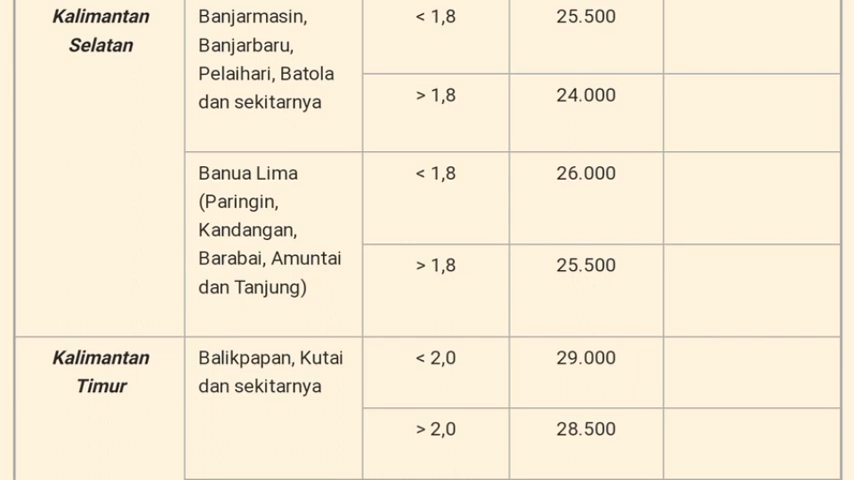 Kalimantan
Selatan
Banjarmasin,
Banjarbaru,
Pelaihari, Batola
dan sekitarnya
< 1,8
25.500
> 1,8
24.000
Banua Lima
(Paringin,
Kandangan,
Barabai, Amuntai
dan Tanjung)
< 1,8
26.000
> 1,8
25.500
Kalimantan
Timur
Balikpapan, Kutai
dan sekitarnya
< 2,0
29.000
> 2,0
28.500